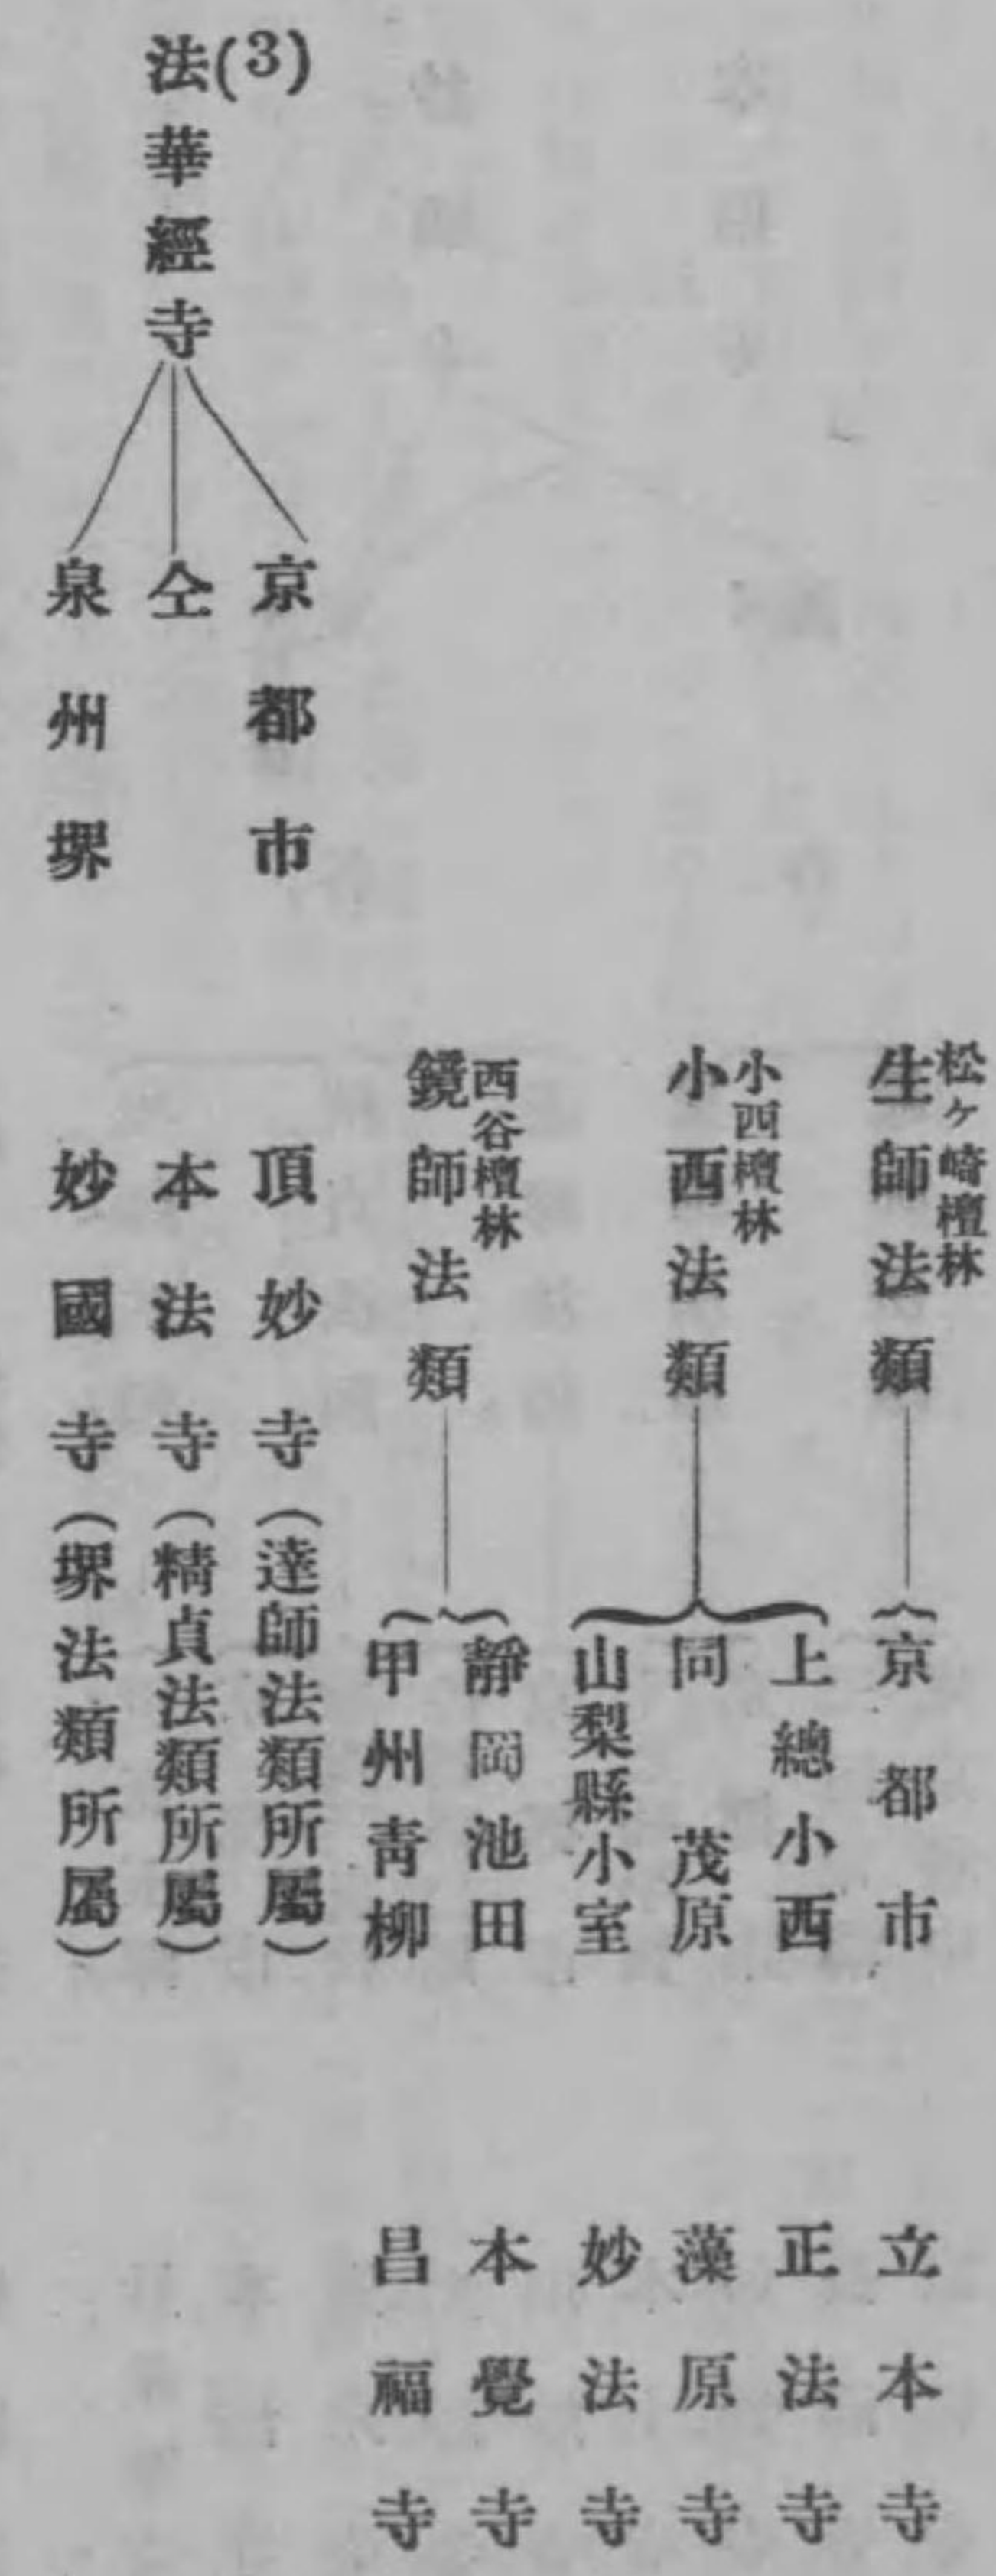 松ヶ崎檀林
生師法類
京都市 立本寺
小西檀林
小西法類
上總小西 正法寺
同 茂原 藻原寺
山梨縣小室 妙法寺
西谷檀林
鏡師法類
靜岡池田 本覺寺
甲州靑柳 昌福寺
(3)
法華經寺
京都市 頂妙寺(達師法類所屬)
仝 本法寺(精貞法類所屬)
泉州堺 妙國寺(堺法類所屬)